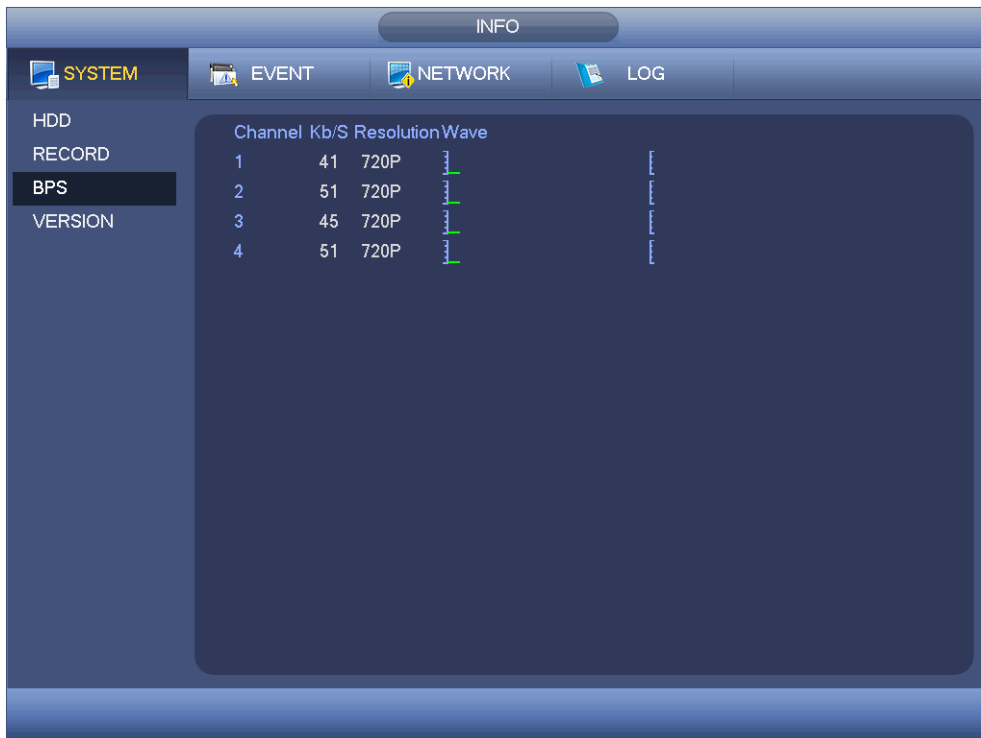 INFO
SYSTEM EVENT NETWORK LOG
HDD
RECORD
BPS
VERSION
Channel Kb/S Resolution Wave
1 41 720P
2 51 720P
3 45 720P
4 51 720P